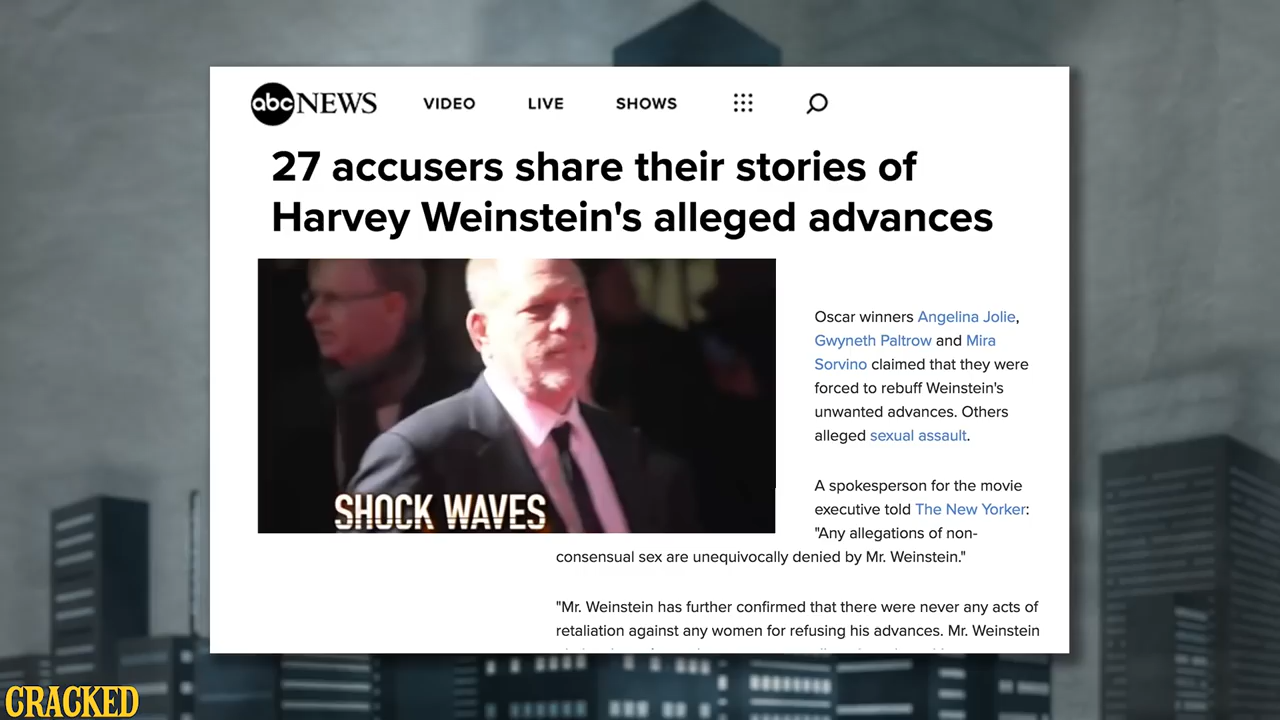 abc NEWS VIDEO LIVE SHOWS
27 accusers share their stories of
Harvey Weinstein's alleged advances
SHOCK WAVES
Oscar winners Angelina Jolie,
Gwyneth Paltrow and Mira
Sorvino claimed that they were
forced to rebuff Weinstein's
unwanted advances. Others
alleged sexual assault.
A spokesperson for the movie
executive told The New Yorker:
"Any allegations of non-
consensual sex are unequivocally denied by Mr. Weinstein."
"Mr. Weinstein has further confirmed that there were never any acts of
retaliation against any women for refusing his advances. Mr. Weinstein
CRACKED